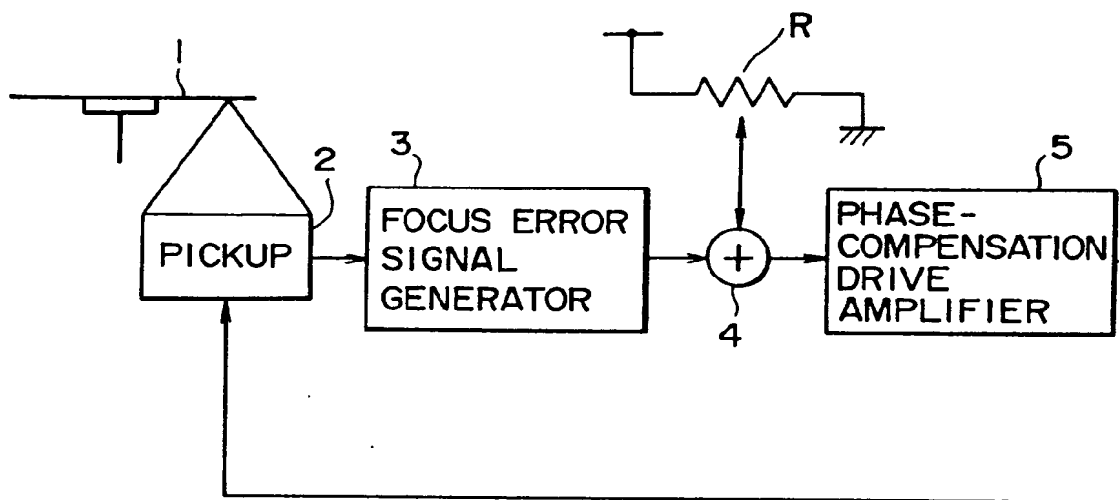 R
1
2
3
5
PICKUP
FOCUS ERROR
SIGNAL
GENERATOR
+
4
PHASE-
COMPENSATION
DRIVE
AMPLIFIER